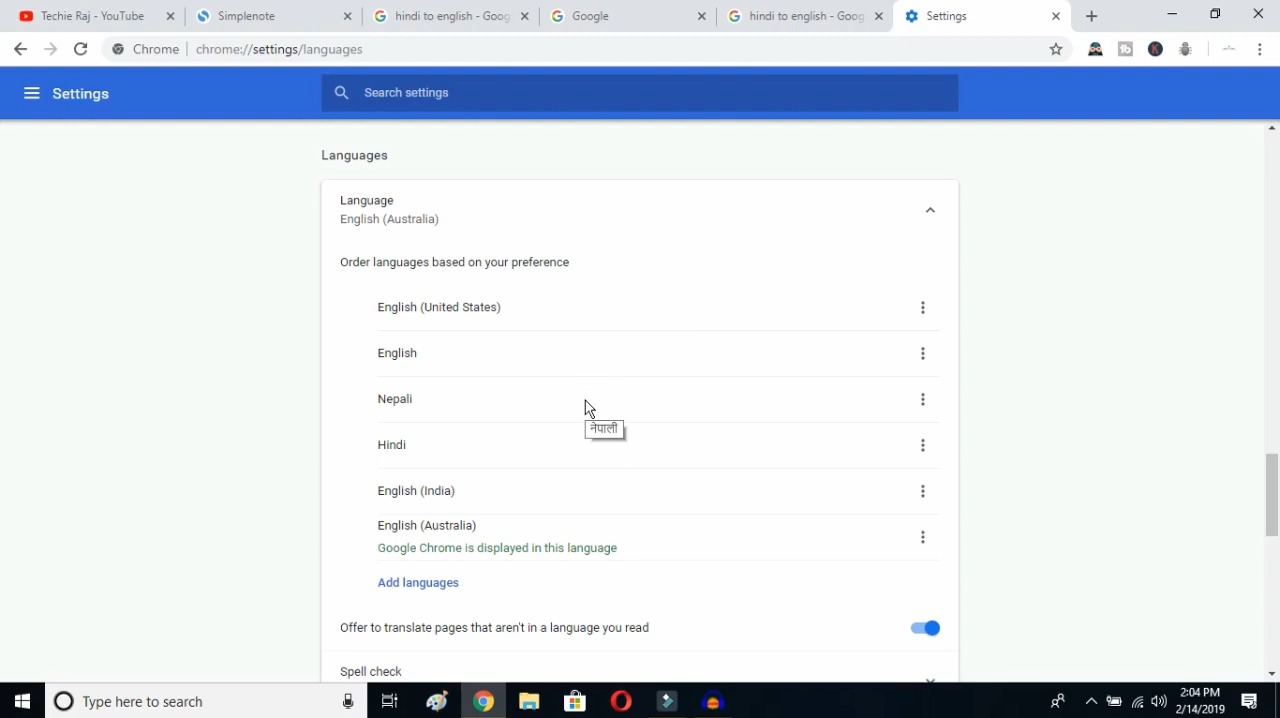 Techie Raj - YouTube
Simplenote
hindi to english - Goog
Google
hindi to english - Goog
Settings
Chrome
chrome://settings/languages
Settings
Search settings
Languages
Language
English (Australia)
Order languages based on your preference
English (United States)
English
Nepali
नेपाली
Hindi
English (India)
English (Australia)
Google Chrome is displayed in this language
Add languages
Offer to translate pages that aren't in a language you read
Spell check
Type here to search
2:04 PM
2/14/2019